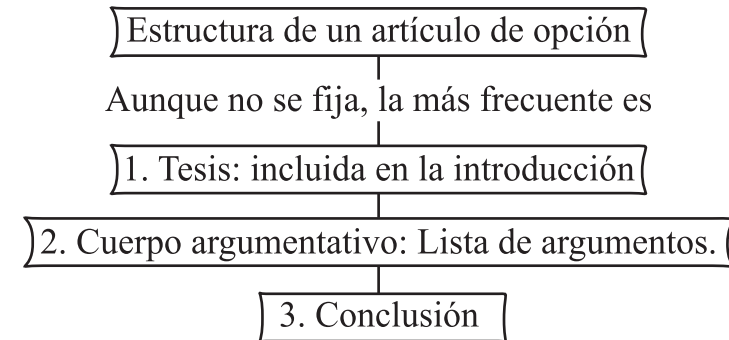 Estructura de un artículo de opción
Aunque no se fija, la más frecuente es
1. Tesis: incluida en la introducción
2. Cuerpo argumentativo: Lista de argumentos.
3. Conclusión